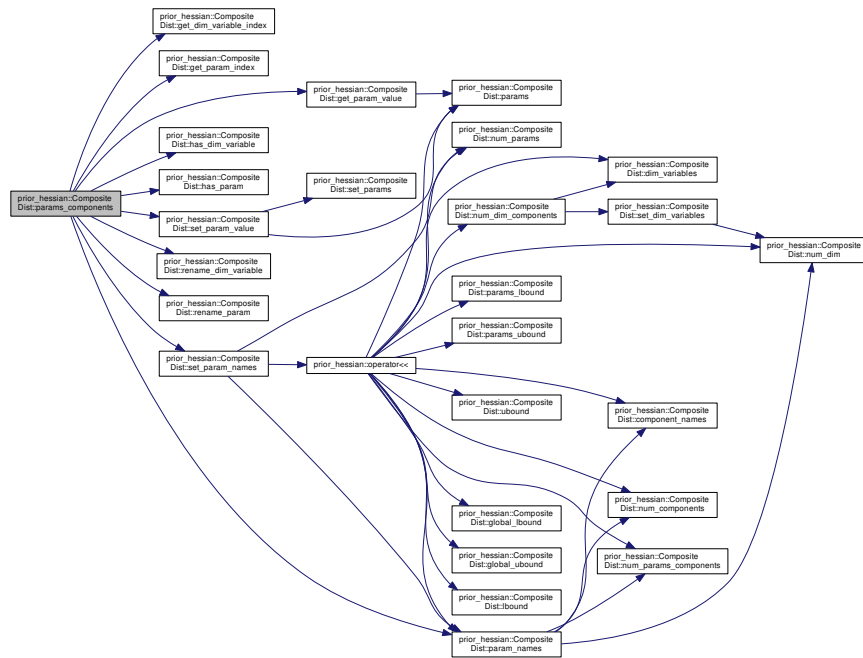 prior_hessian::Composite
Dist::params_components
prior_hessian::Composite
Dist::get_dim_variable_index
prior_hessian::Composite
Dist::get_param_index
prior_hessian::Composite
Dist::has_dim_variable
prior_hessian::Composite
Dist::has_param
prior_hessian::Composite
Dist::set_param_value
prior_hessian::Composite
Dist::rename_dim_variable
prior_hessian::Composite
Dist::rename_param
prior_hessian::Composite
Dist::set_param_names
prior_hessian::Composite
Dist::get_param_value
prior_hessian::Composite
Dist::set_params
prior_hessian::operator<<
prior_hessian::Composite
Dist::params
prior_hessian::Composite
Dist::num_params
prior_hessian::Composite
Dist::num_dim_components
prior_hessian::Composite
Dist::params_lbound
prior_hessian::Composite
Dist::params_ubound
prior_hessian::Composite
Dist::ubound
prior_hessian::Composite
Dist::global_lbound
prior_hessian::Composite
Dist::global_ubound
prior_hessian::Composite
Dist::lbound
prior_hessian::Composite
Dist::param_names
prior_hessian::Composite
Dist::dim_variables
prior_hessian::Composite
Dist::set_dim_variables
prior_hessian::Composite
Dist::component_names
prior_hessian::Composite
Dist::num_components
prior_hessian::Composite
Dist::num_params_components
prior_hessian::Composite
Dist::num_dim